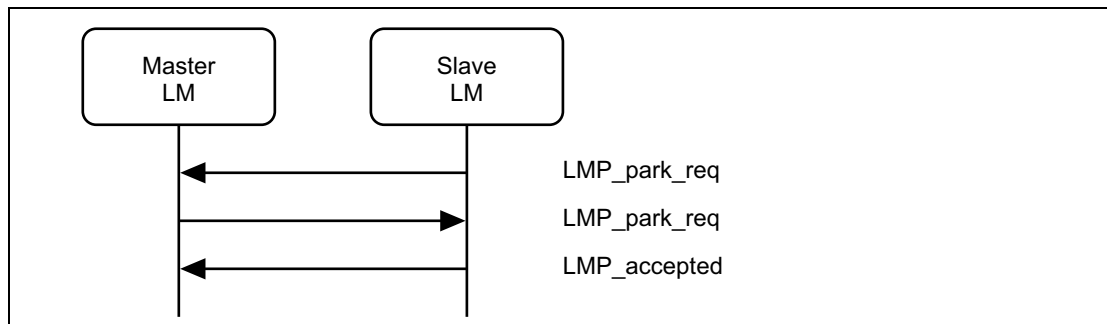 Master
LM
Slave
LM
LMP_park_req
LMP_park_req
LMP_accepted